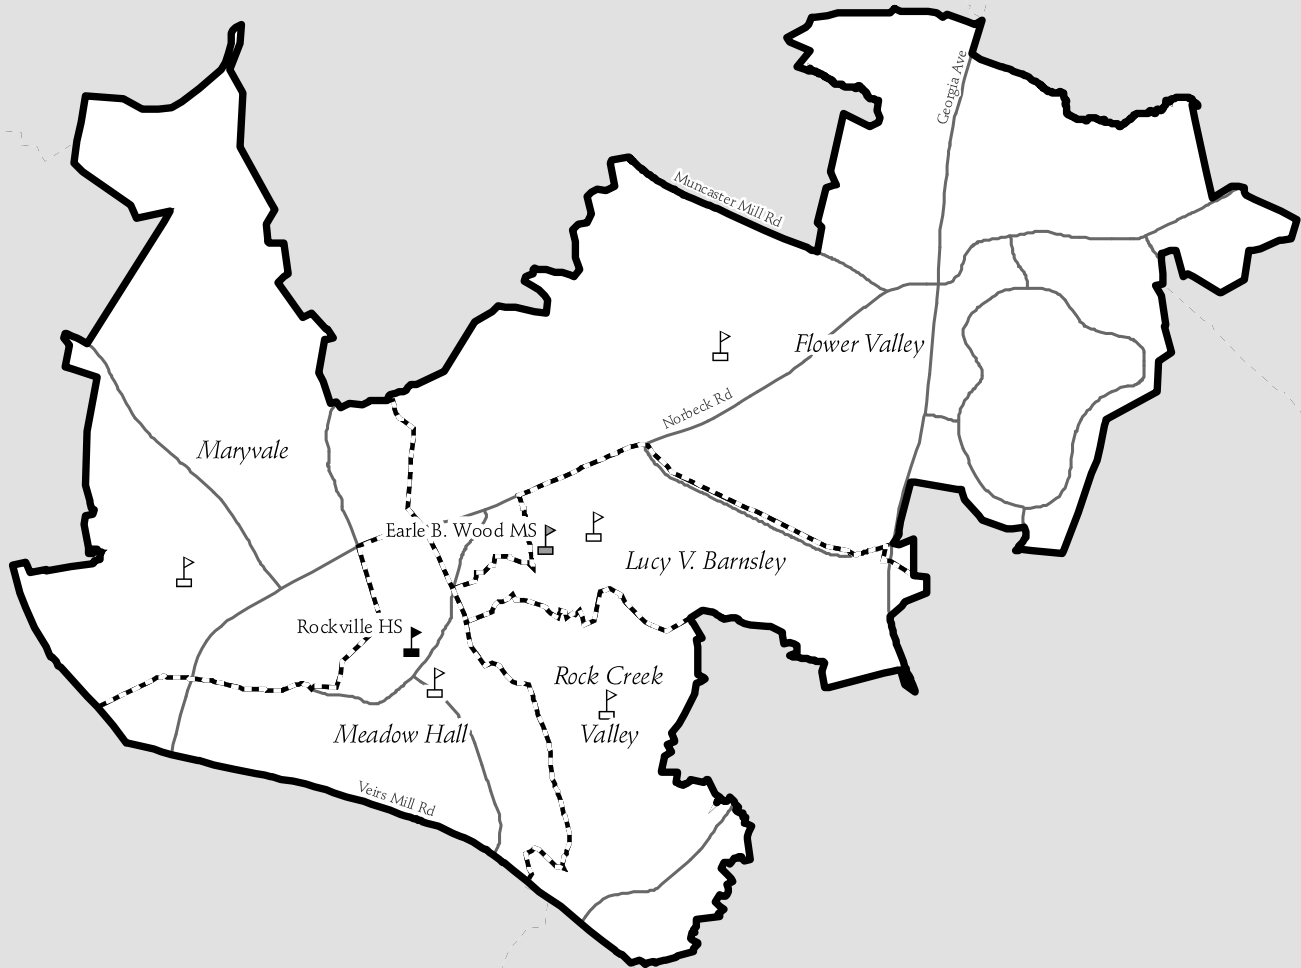 Georgia Ave
Muncaster Mill Rd
Flower Valley
Norbeck Rd
Maryvale
Earle B. Wood MS
Lucy V. Barnsley
Rockville HS
Rock Creek
Valley
Meadow Hall
Veirs Mill Rd